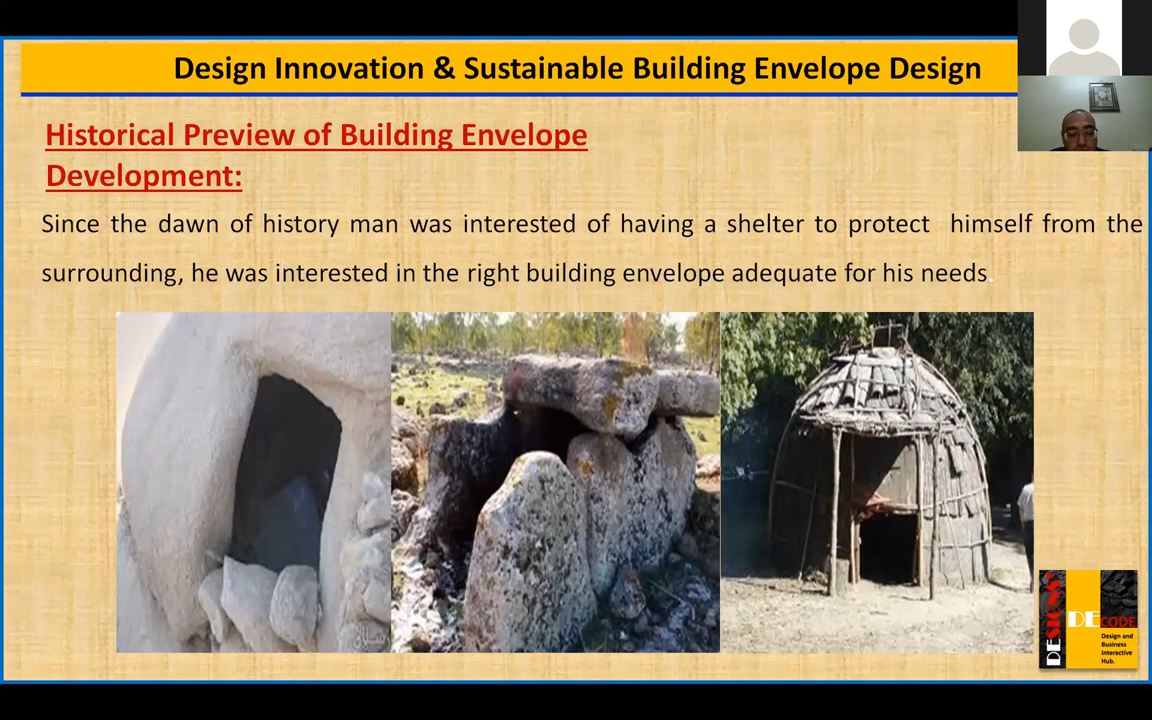 Design Innovation & Sustainable Building Envelope Design
Historical Preview of Building Envelope
Development:
Since the dawn of history man was interested of having a shelter to protect himself from the
surrounding, he was interested in the right building envelope adequate for his needs.
DESIGNS'
DECODE
Design and
Business
Interactive
Hub.